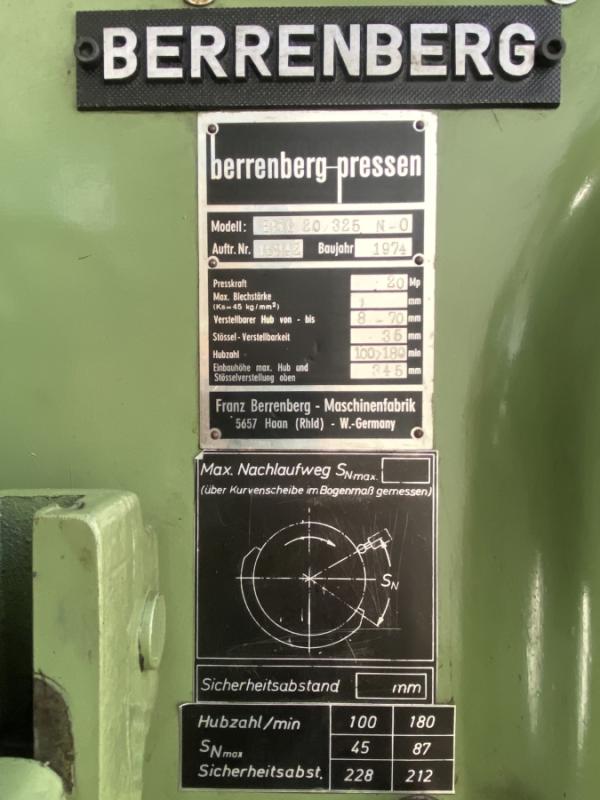 BERRENBERG
berrenberg-pressen
Modell: 20/325 N-O
Auftr. Nr. Baujahr 1974
Presskraft 20 Mp
Max. Blechstärke mm
(Ks=45 kg/mm²)
Verstellbarer Hub von - bis 8-70 mm
Stössel-Verstellbarkeit 35 mm
Hubzahl 100/180 min
Einbauhöhe max. Hub und
Stösselverstellung oben 345 mm
Franz Berrenberg - Maschinenfabrik
5657 Haan (Rhld) - W.-Germany
Max. Nachlaufweg SNmax.
(über Kurvenscheibe im Bogenmaß gemessen)
SN
Sicherheitsabstand mm
Hubzahl/min 100 180
SNmax 45 87
Sicherheitsabst. 228 212